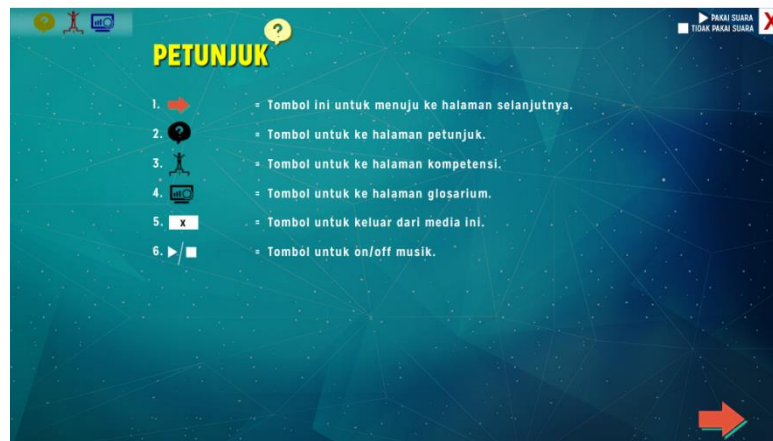 PAKAI SUARA
TIDAK PAKAI SUARA
X
PETUNJUK
?
1. = Tombol ini untuk menuju ke halaman selanjutnya.
2. ? = Tombol untuk ke halaman petunjuk.
3. = Tombol untuk ke halaman kompetensi.
4. = Tombol untuk ke halaman glosarium.
5. x = Tombol untuk keluar dari media ini.
6. / = Tombol untuk on/off musik.